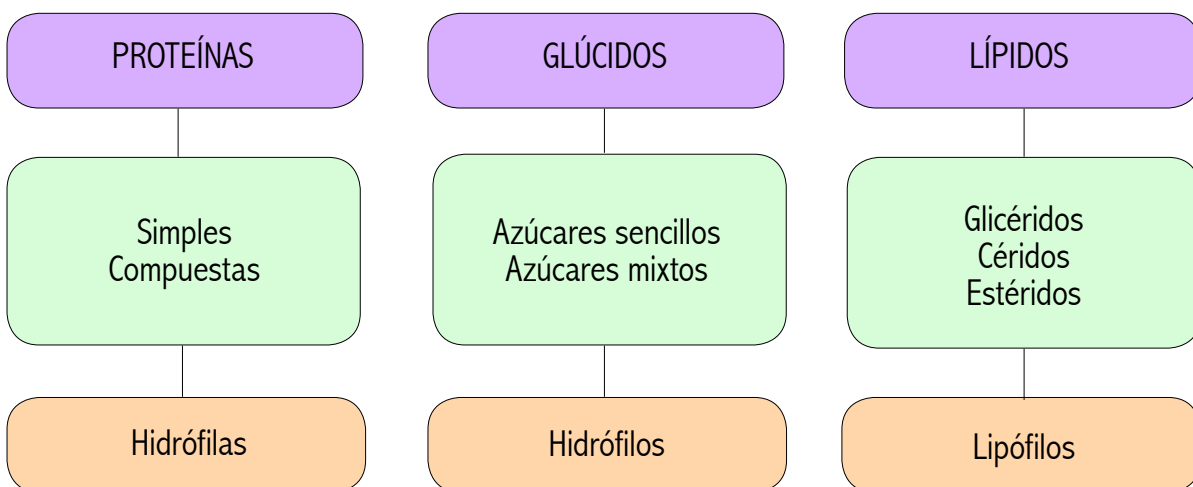 PROTEÍNAS
Simples
Compuestas
Hidrófilas
GLÚCIDOS
Azúcares sencillos
Azúcares mixtos
Hidrófilos
LÍPIDOS
Glicéridos
Céridos
Estéridos
Lipófilos